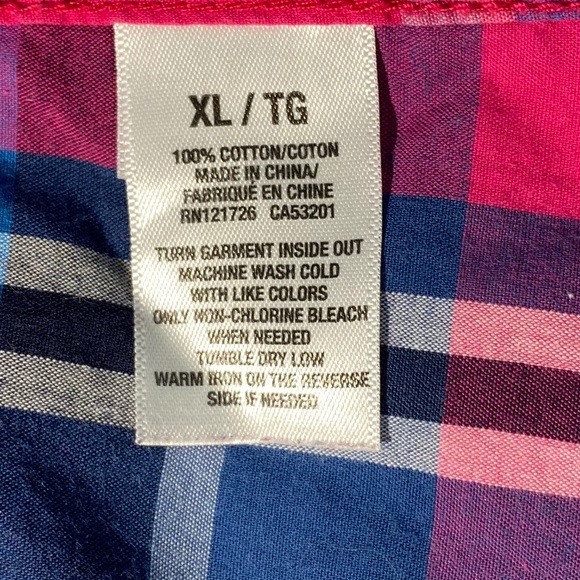 XL / TG
100% COTTON/COTON
MADE IN CHINA/
FABRIQUÉ EN CHINE
RN121726 CA53201
TURN GARMENT INSIDE OUT
MACHINE WASH COLD
WITH LIKE COLORS
ONLY NON-CHLORINE BLEACH
WHEN NEEDED
TUMBLE DRY LOW
WARM IRON ON THE REVERSE
SIDE IF NEEDED